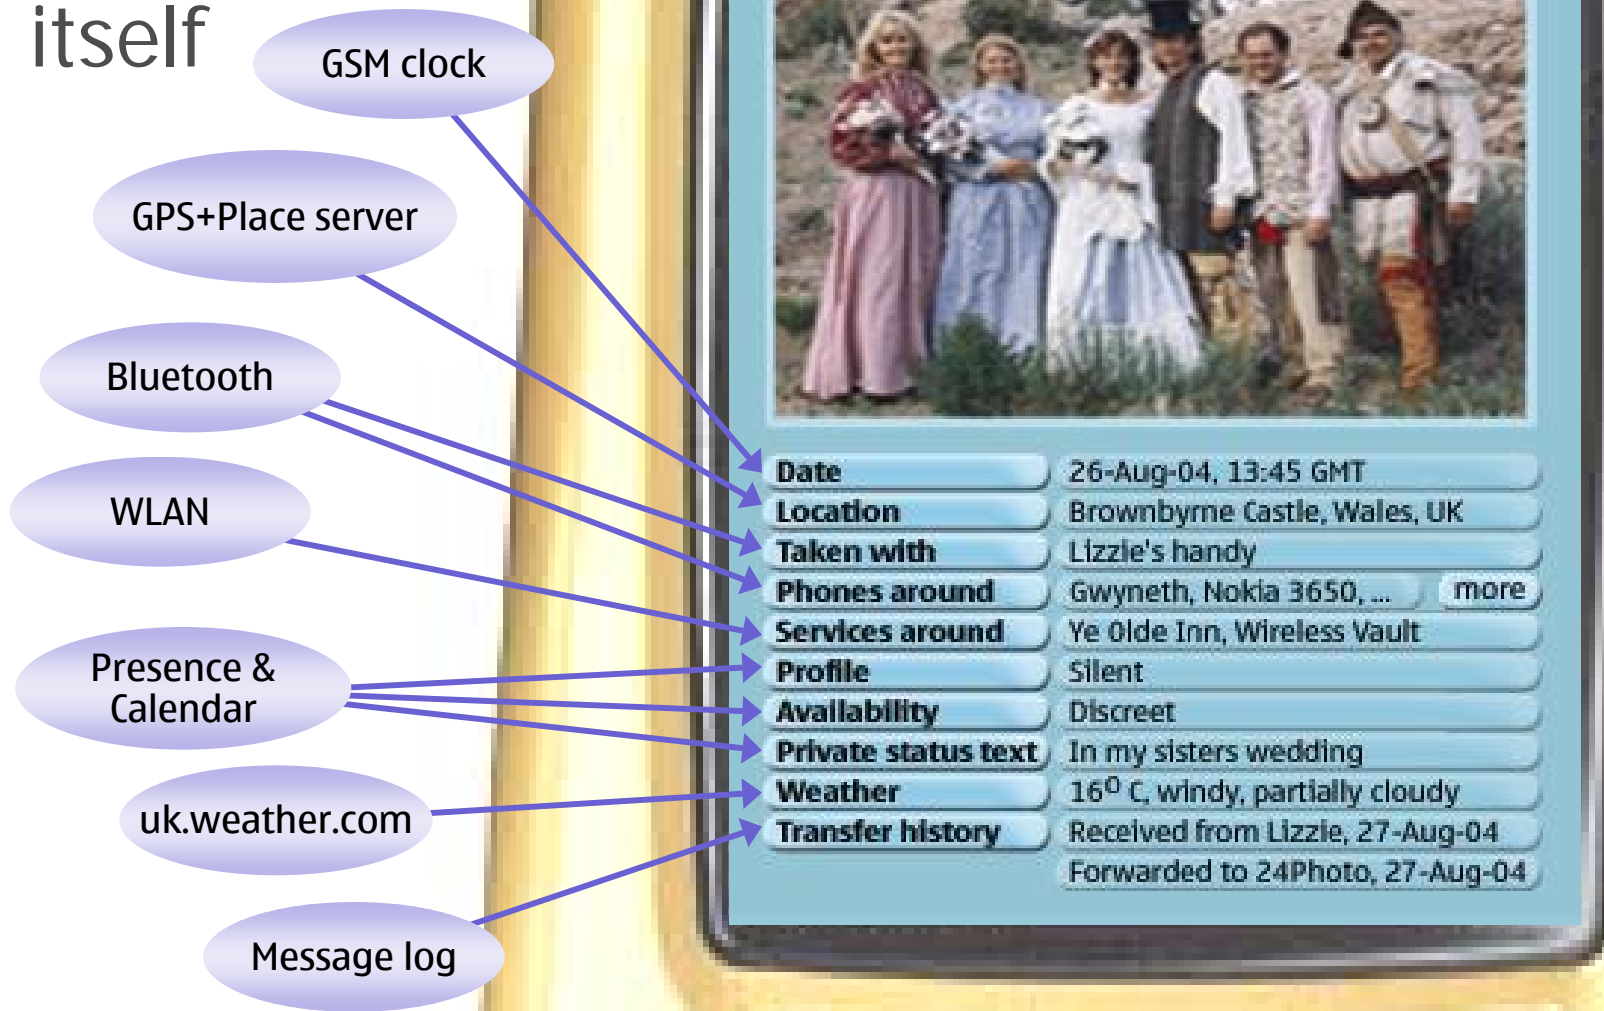 itself
GSM clock
GPS+Place server
Bluetooth
WLAN
Presence &
Calendar
uk.weather.com
Message log
Date 26-Aug-04, 13:45 GMT
Location Brownbyrne Castle, Wales, UK
Taken with Lizzie's handy
Phones around Gwyneth, Nokia 3650, ... more
Services around Ye Olde Inn, Wireless Vault
Profile Silent
Availability Discreet
Private status text In my sisters wedding
Weather 16⁰ C, windy, partially cloudy
Transfer history Received from Lizzie, 27-Aug-04
Forwarded to 24Photo, 27-Aug-04